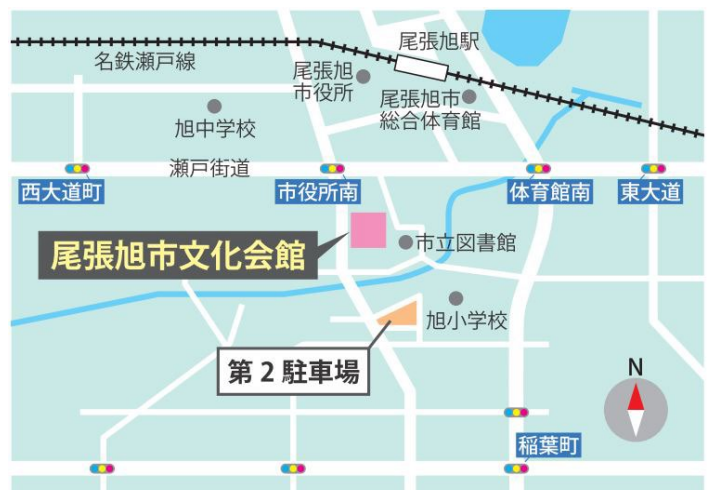 尾張旭駅
名鉄瀬戸線
尾張旭
市役所
尾張旭市
総合体育館
旭中学校
瀬戸街道
西大道町
市役所南
体育館南
東大道
尾張旭市文化会館
市立図書館
旭小学校
第2駐車場
N
稲葉町